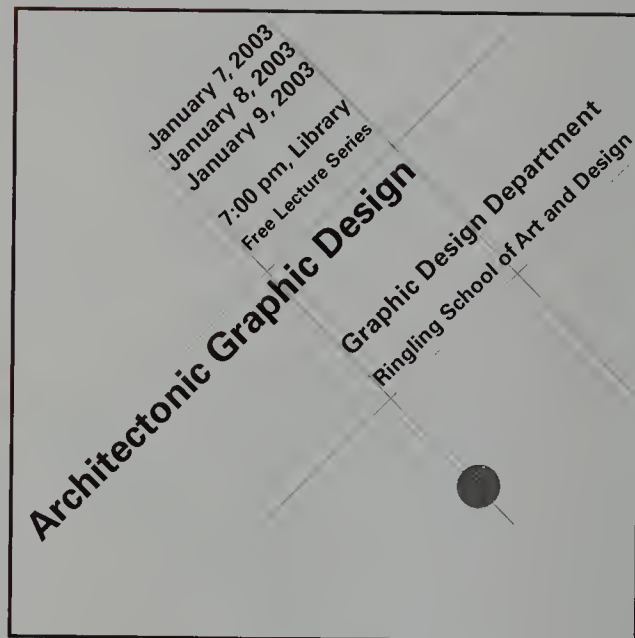 January 7, 2003
January 8, 2003
January 9, 2003
7:00 pm, Library
Free Lecture Series
Architectonic Graphic Design
Graphic Design Department
Ringling School of Art and Design